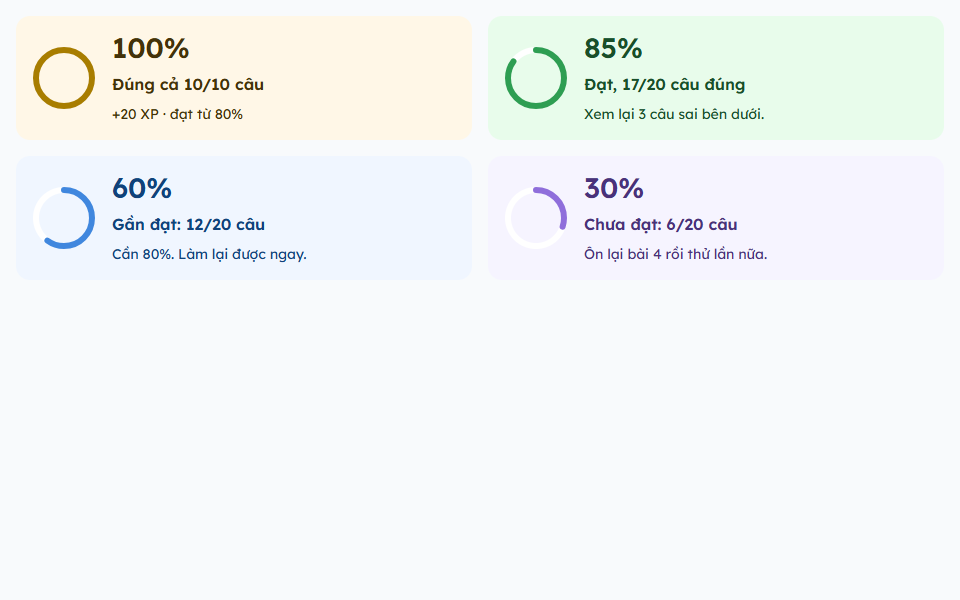 100%
Đúng cả 10/10 câu
+20 XP · đạt từ 80%
85%
Đạt, 17/20 câu đúng
Xem lại 3 câu sai bên dưới.
60%
Gần đạt: 12/20 câu
Cần 80%. Làm lại được ngay.
30%
Chưa đạt: 6/20 câu
Ôn lại bài 4 rồi thử lần nữa.